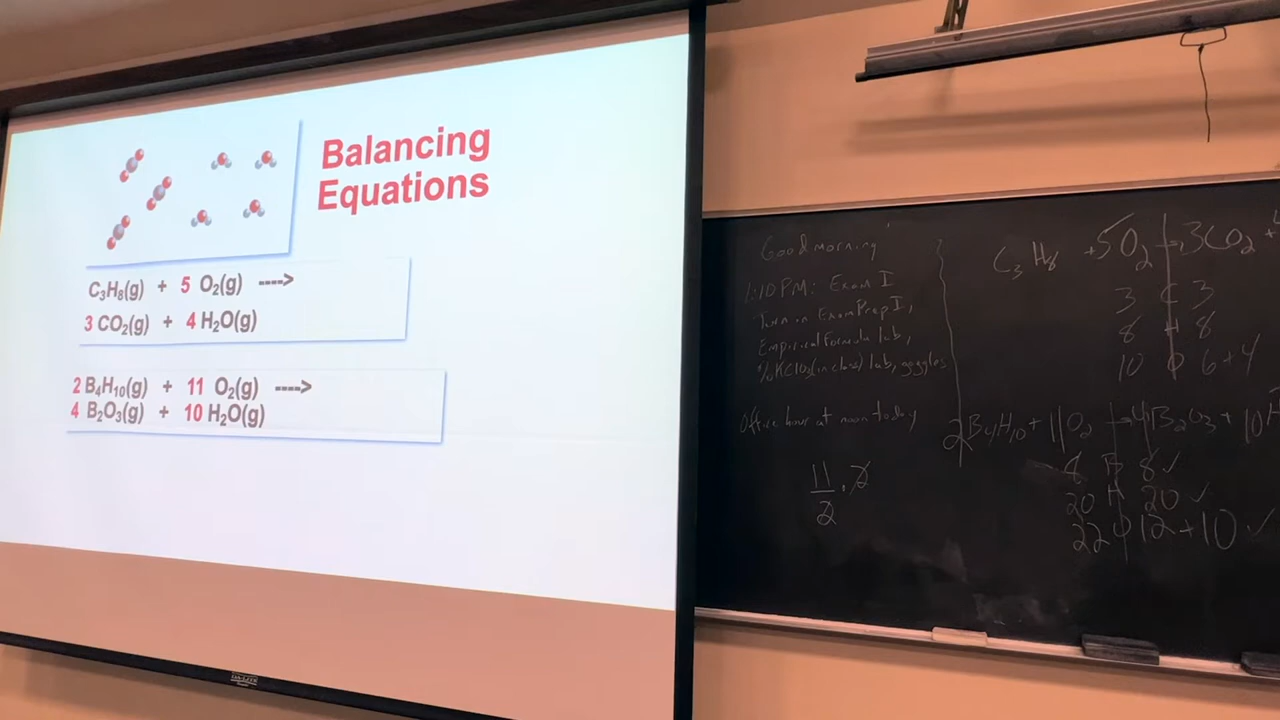 Balancing
Equations
C₃H₈(g) + 5 O₂(g) ---->
3 CO₂(g) + 4 H₂O(g)
2 B₄H₁₀(g) + 11 O₂(g) ---->
4 B₂O₃(g) + 10 H₂O(g)
Good morning
1:10 PM: Exam I
Turn in Exam Prep I,
Empirical Formula lab,
% KClO₃ (in class) lab, goggles
Office hour at noon today
11/2 · 2
C₃H₈ + 5O₂ → 3CO₂ +
3 C 3
8 H 8
10 O 6+4
2B₄H₁₀ + 11O₂ → 4B₂O₃ + 10H
8 B 8 ✓
20 H 20 ✓
22 O 12+10 ✓